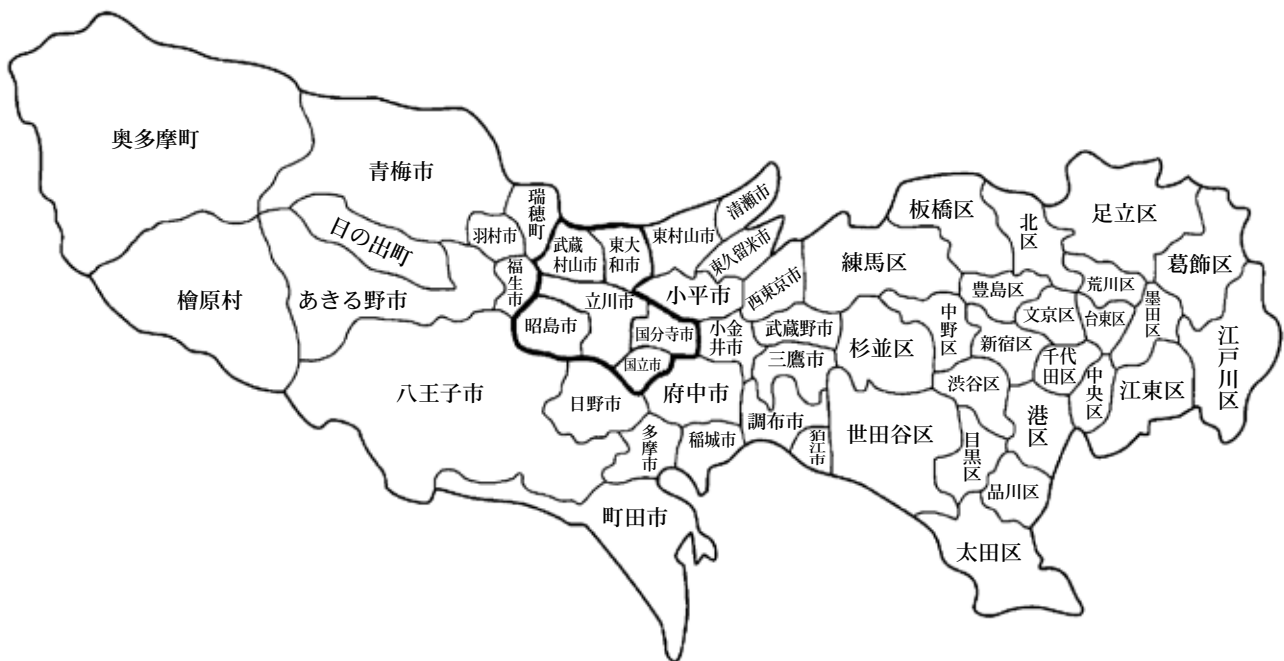 奥多摩町
青梅市
瑞穂町
清瀬市
羽村市
武蔵
村山市
東大
和市
東村山市
東久留米市
板橋区
北区
足立区
葛飾区
日の出町
福生市
檜原村
あきる野市
立川市
小平市
西東京市
練馬区
豊島区
荒川区
墨田区
昭島市
国分寺市
小金
井市
武蔵野市
中野区
文京区
台東区
江戸川区
国立市
三鷹市
杉並区
新宿区
千代
田区
八王子市
日野市
府中市
渋谷区
中央区
江東区
多摩市
稲城市
調布市
狛江市
世田谷区
目黒区
港区
品川区
町田市
太田区